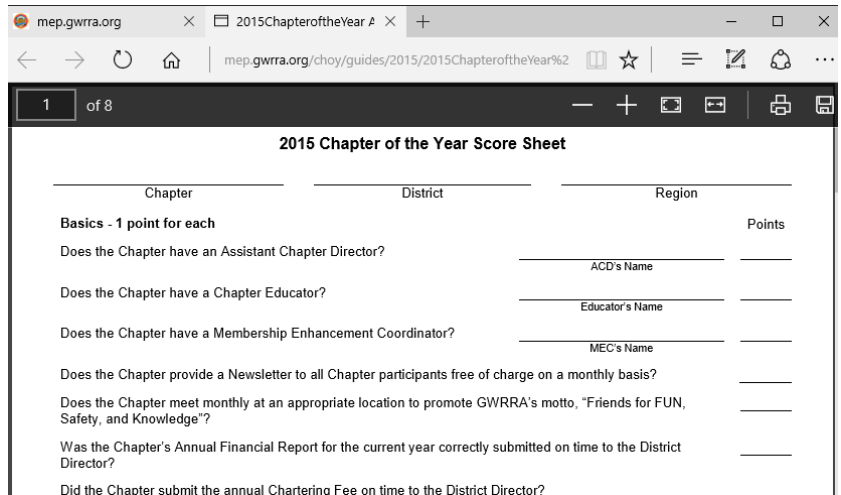 mep.gwrra.org
2015ChapteroftheYear A
mep.gwrra.org/choy/guides/2015/2015ChapteroftheYear%2
1 of 8
2015 Chapter of the Year Score Sheet
Chapter District Region
Basics - 1 point for each Points
Does the Chapter have an Assistant Chapter Director?
ACD's Name
Does the Chapter have a Chapter Educator?
Educator's Name
Does the Chapter have a Membership Enhancement Coordinator?
MEC's Name
Does the Chapter provide a Newsletter to all Chapter participants free of charge on a monthly basis?
Does the Chapter meet monthly at an appropriate location to promote GWRRA's motto, “Friends for FUN,
Safety, and Knowledge”?
Was the Chapter's Annual Financial Report for the current year correctly submitted on time to the District
Director?
Did the Chapter submit the annual Chartering Fee on time to the District Director?